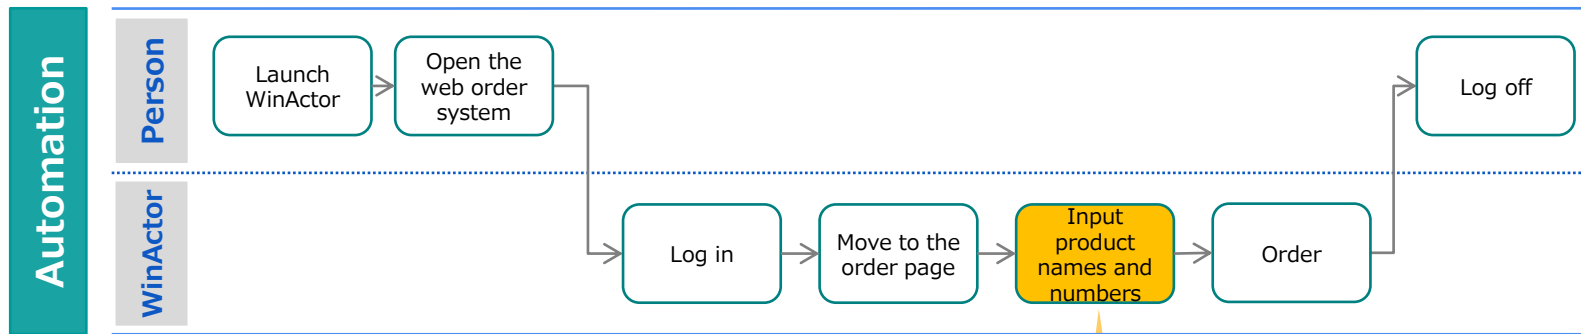 Automation
Person
Launch
WinActor
Open the
web order
system
Log off
WinActor
Log in
Move to the
order page
Input
product
names and
numbers
Order